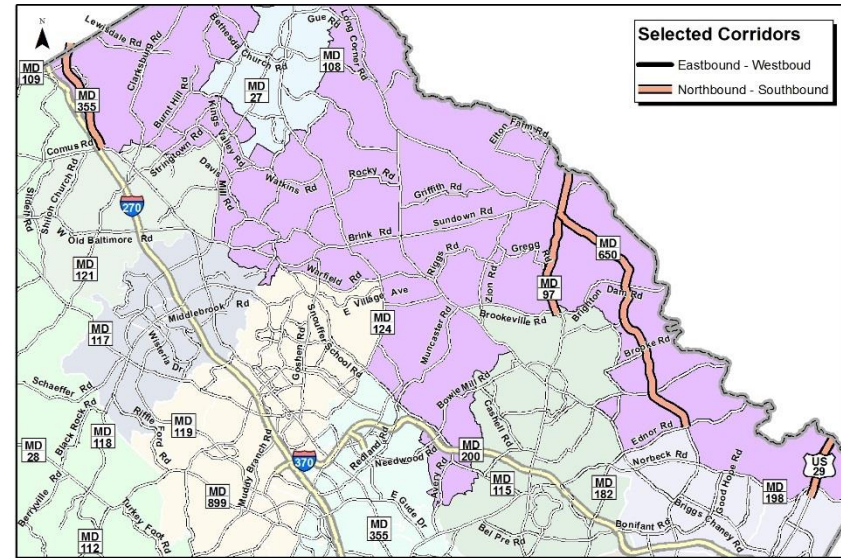 N
Selected Corridors
Eastbound - Westboud
Northbound - Southbound
Lewisdale Rd
Clarksburg Rd
Bethesda Church Rd
Gue Rd
Long Corner Rd
MD 109
MD 355
MD 27
MD 108
Burnt Hill Rd
Kings Valley Rd
Elton Farm Rd
Comus Rd
Stringtown Rd
Davis Mill Rd
Watkins Rd
Rocky Rd
Griffith Rd
Slidell Rd
Shiloh Church Rd
270
Sundown Rd
W Old Baltimore Rd
Brink Rd
Riggs Rd
Gregg Rd
MD 650
MD 121
Warfield Rd
Zion Rd
MD 97
Brighton Dam Rd
E Village Ave
Middlebrook Rd
MD 124
Brookeville Rd
MD 117
Wisteria Dr
Goshen Rd
Snouffer School Rd
Muncaster Rd
Brooke Rd
Schaeffer Rd
Bowie Mill Rd
Black Rock Rd
Riffle Ford Rd
MD 119
Cashell Rd
MD 28
MD 118
Muddy Branch Rd
370
Redland Rd
Needwood Rd
MD 200
Ednor Rd
US 29
Norbeck Rd
Good Hope Rd
Avery Rd
MD 115
MD 182
MD 198
Berryville Rd
Turkey Foot Rd
MD 899
E Gude Dr
Briggs Chaney Rd
MD 112
MD 355
Bel Pre Rd
Bonifant Rd